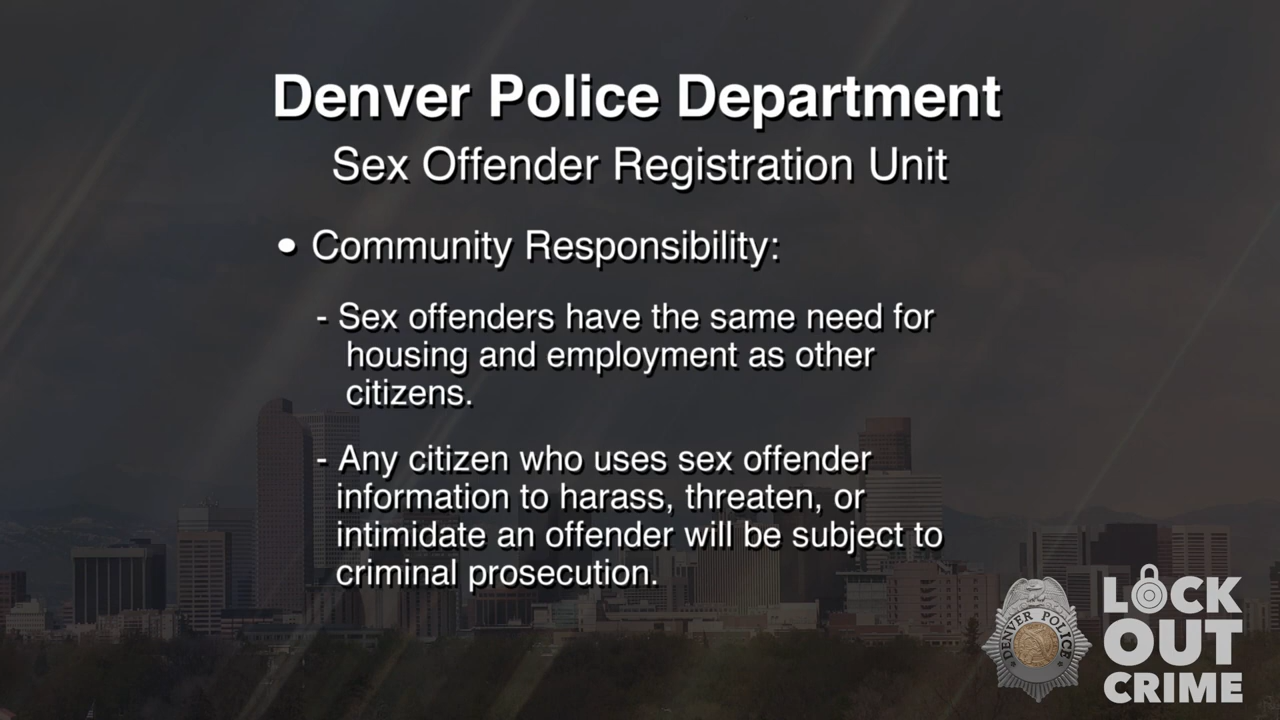 Denver Police Department
Sex Offender Registration Unit
• Community Responsibility:
- Sex offenders have the same need for
housing and employment as other
citizens.
- Any citizen who uses sex offender
information to harass, threaten, or
intimidate an offender will be subject to
criminal prosecution.
DENVER POLICE
LOCK
OUT
CRIME